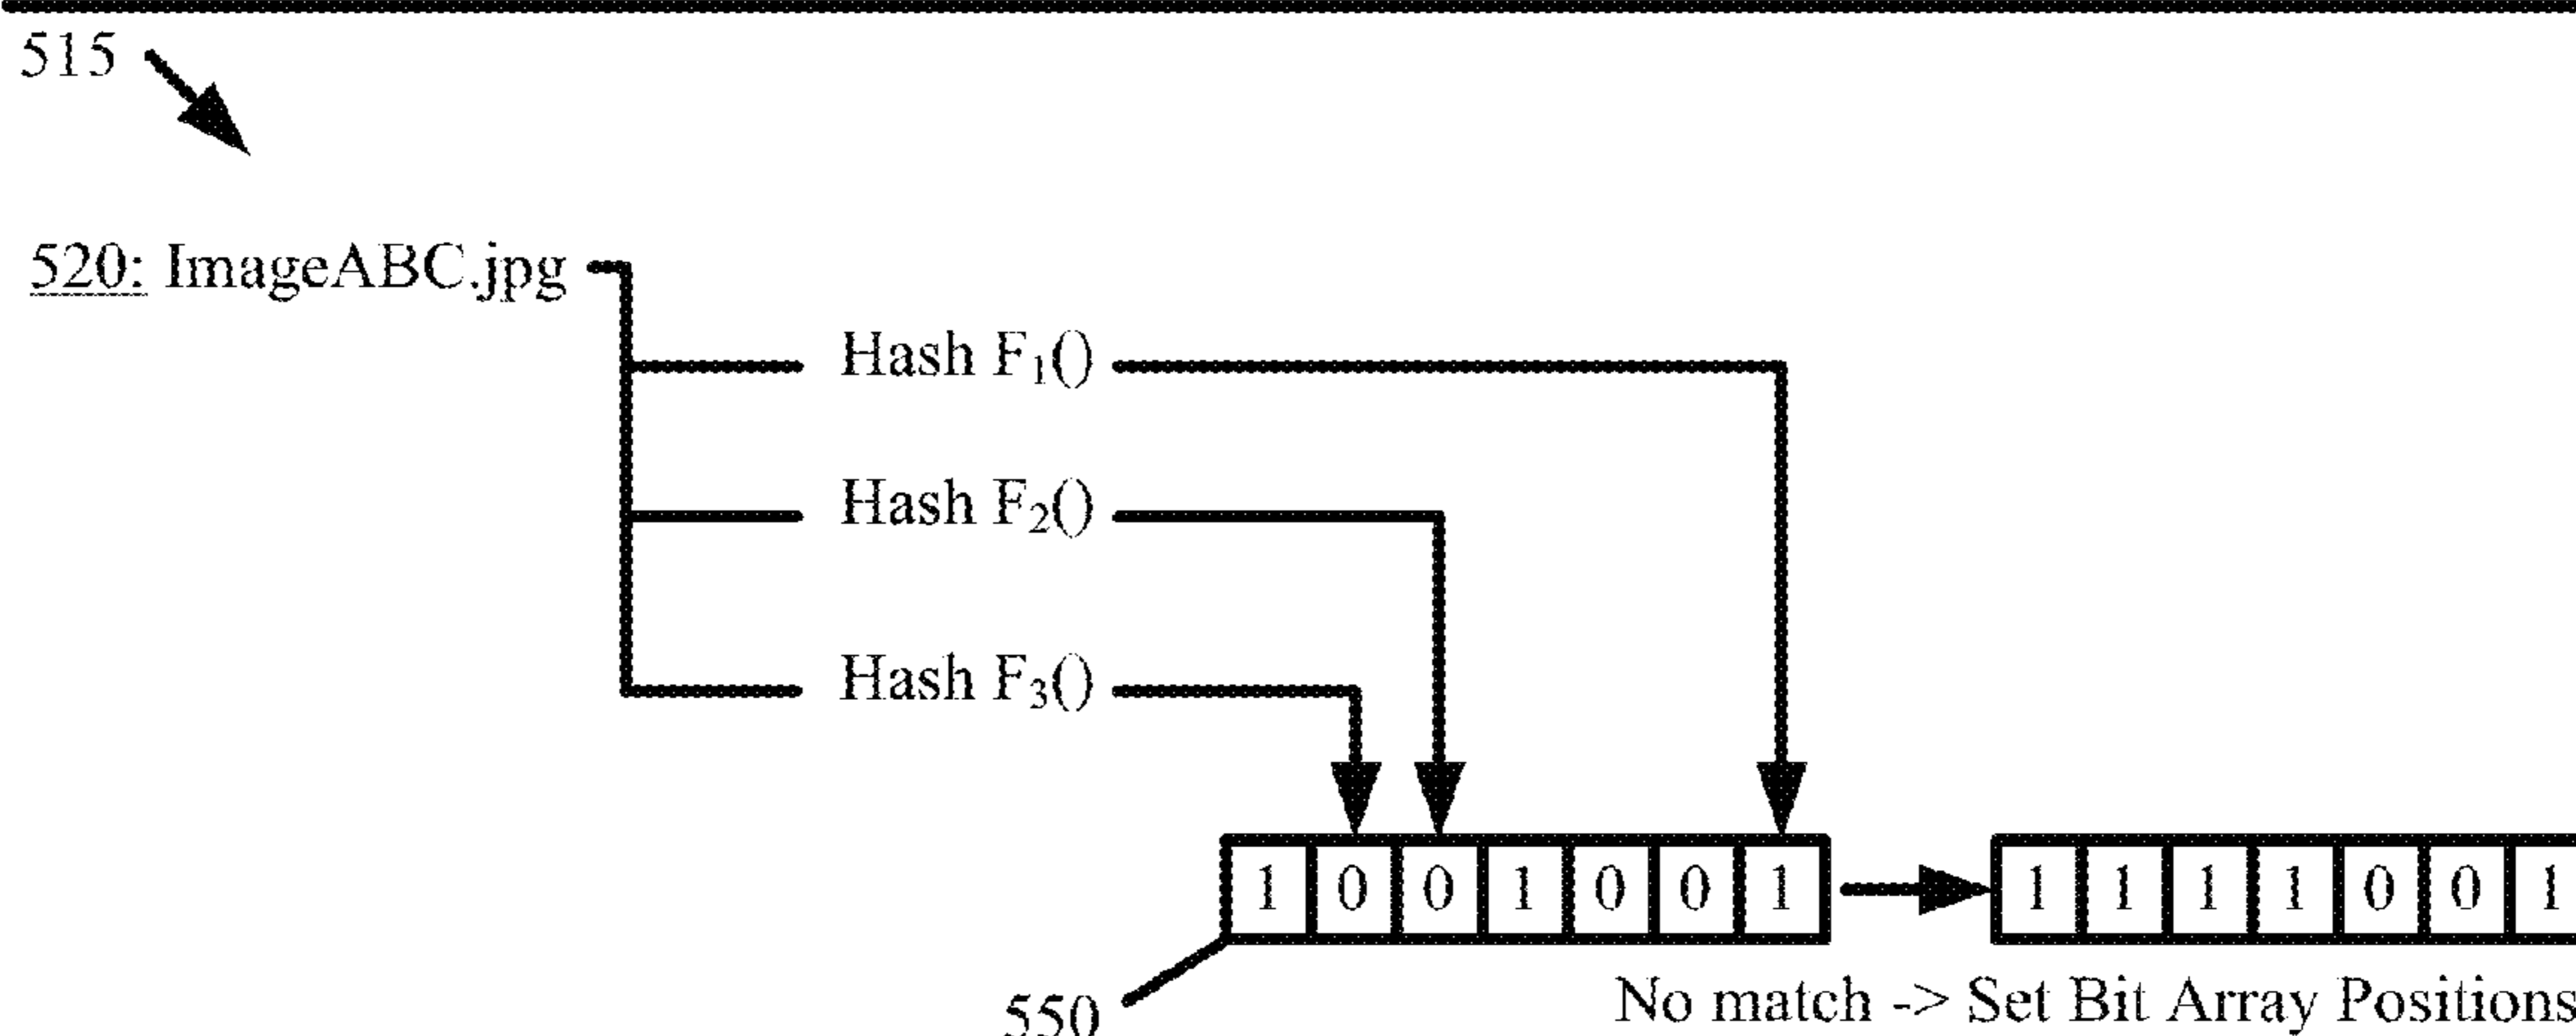 515
520: ImageABC.jpg
Hash F₁()
Hash F₂()
Hash F₃()
1 0 0 1 0 0 1
1 1 1 1 0 0 1
550
No match -> Set Bit Array Positions